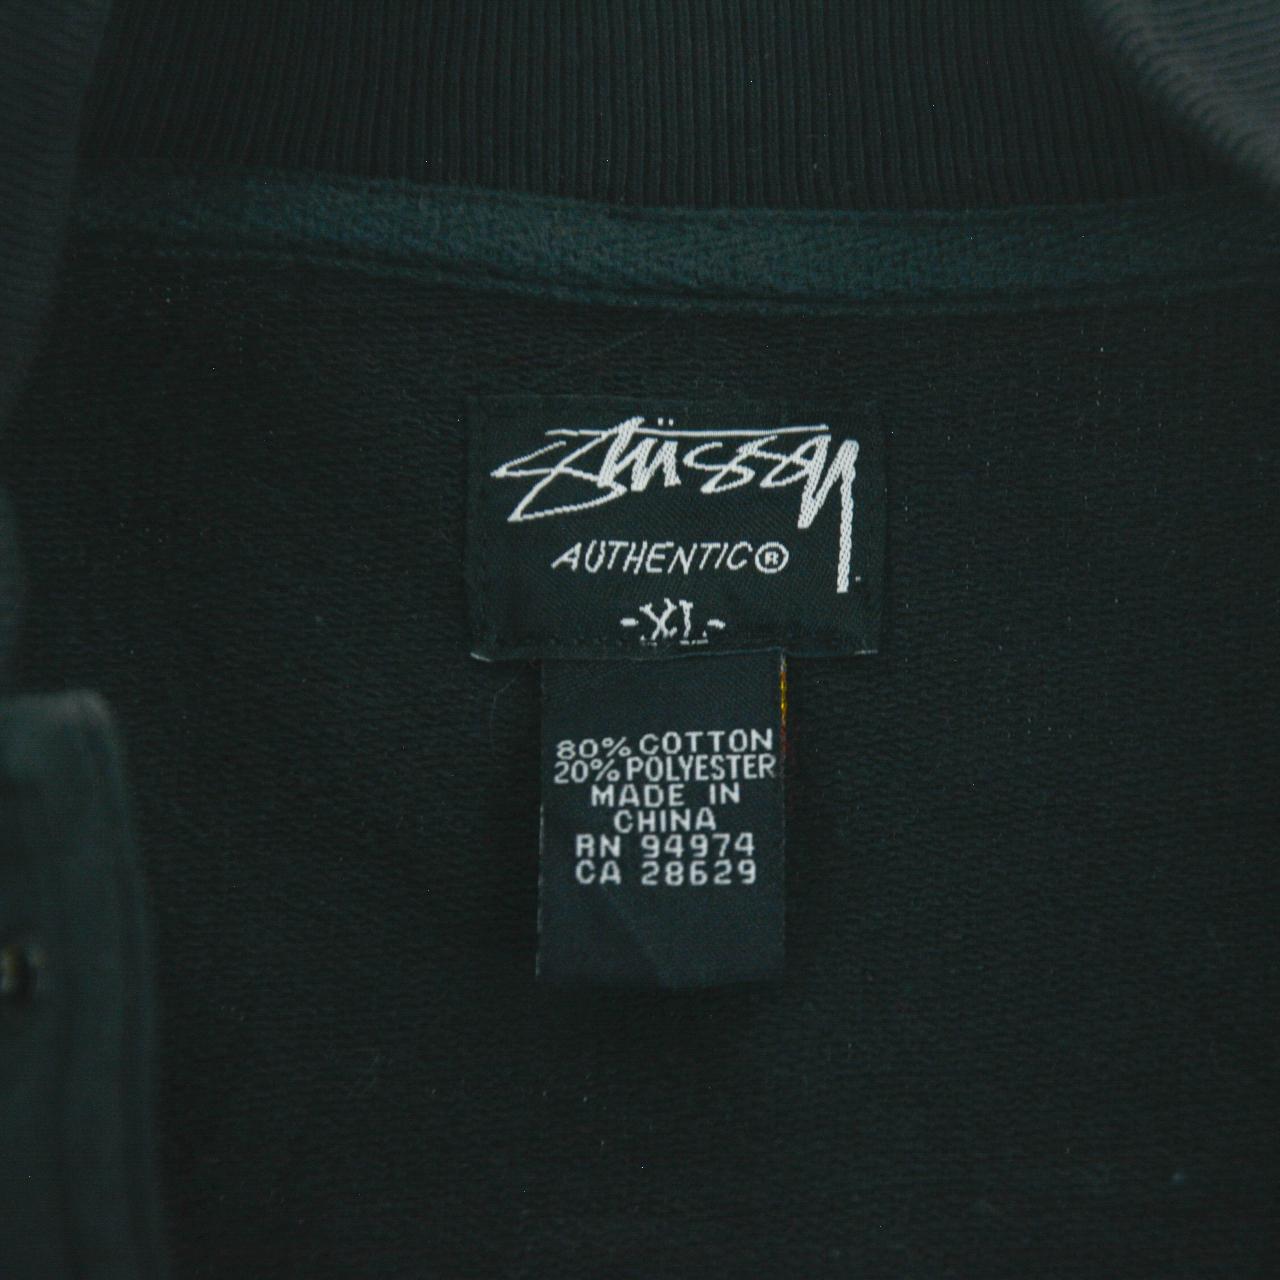 Stüssy
AUTHENTIC®
-XL-
80% COTTON
20% POLYESTER
MADE IN
CHINA
RN 94974
CA 28629